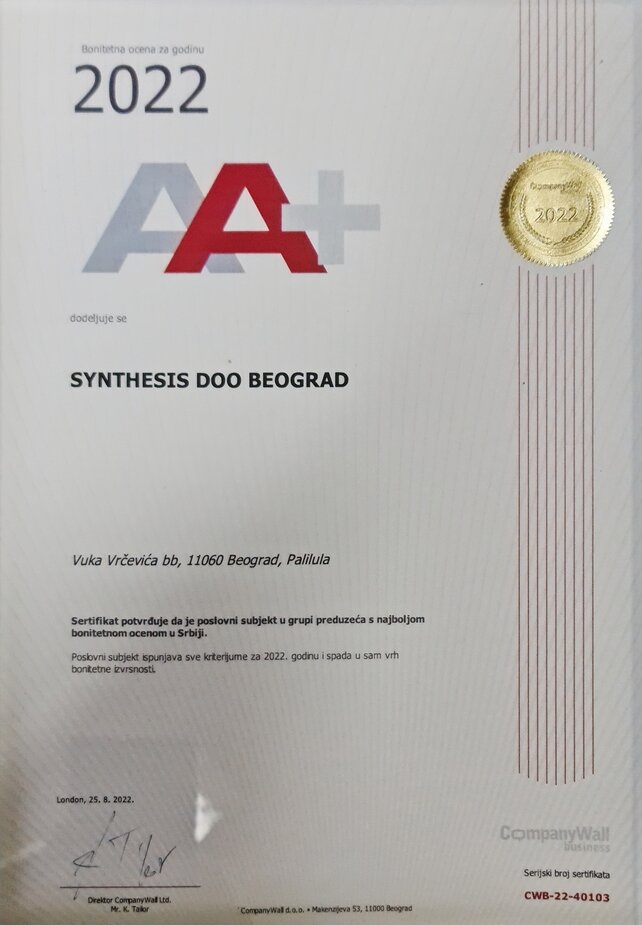 Bonitetna ocena za godinu
2022
AA+
CompanyWall
2022
dodeljuje se
SYNTHESIS DOO BEOGRAD
Vuka Vrčevića bb, 11060 Beograd, Palilula
Sertifikat potvrđuje da je poslovni subjekt u grupi preduzeća s najboljom
bonitetnom ocenom u Srbiji.
Poslovni subjekt ispunjava sve kriterijume za 2022. godinu i spada u sam vrh
bonitetne izvrsnosti.
London, 25. 8. 2022.
Direktor CompanyWall Ltd.
Mr. K. Tailor
CompanyWall d.o.o. • Makenzijeva 53, 11000 Beograd
CompanyWall
business
Serijski broj sertifikata
CWB-22-40103